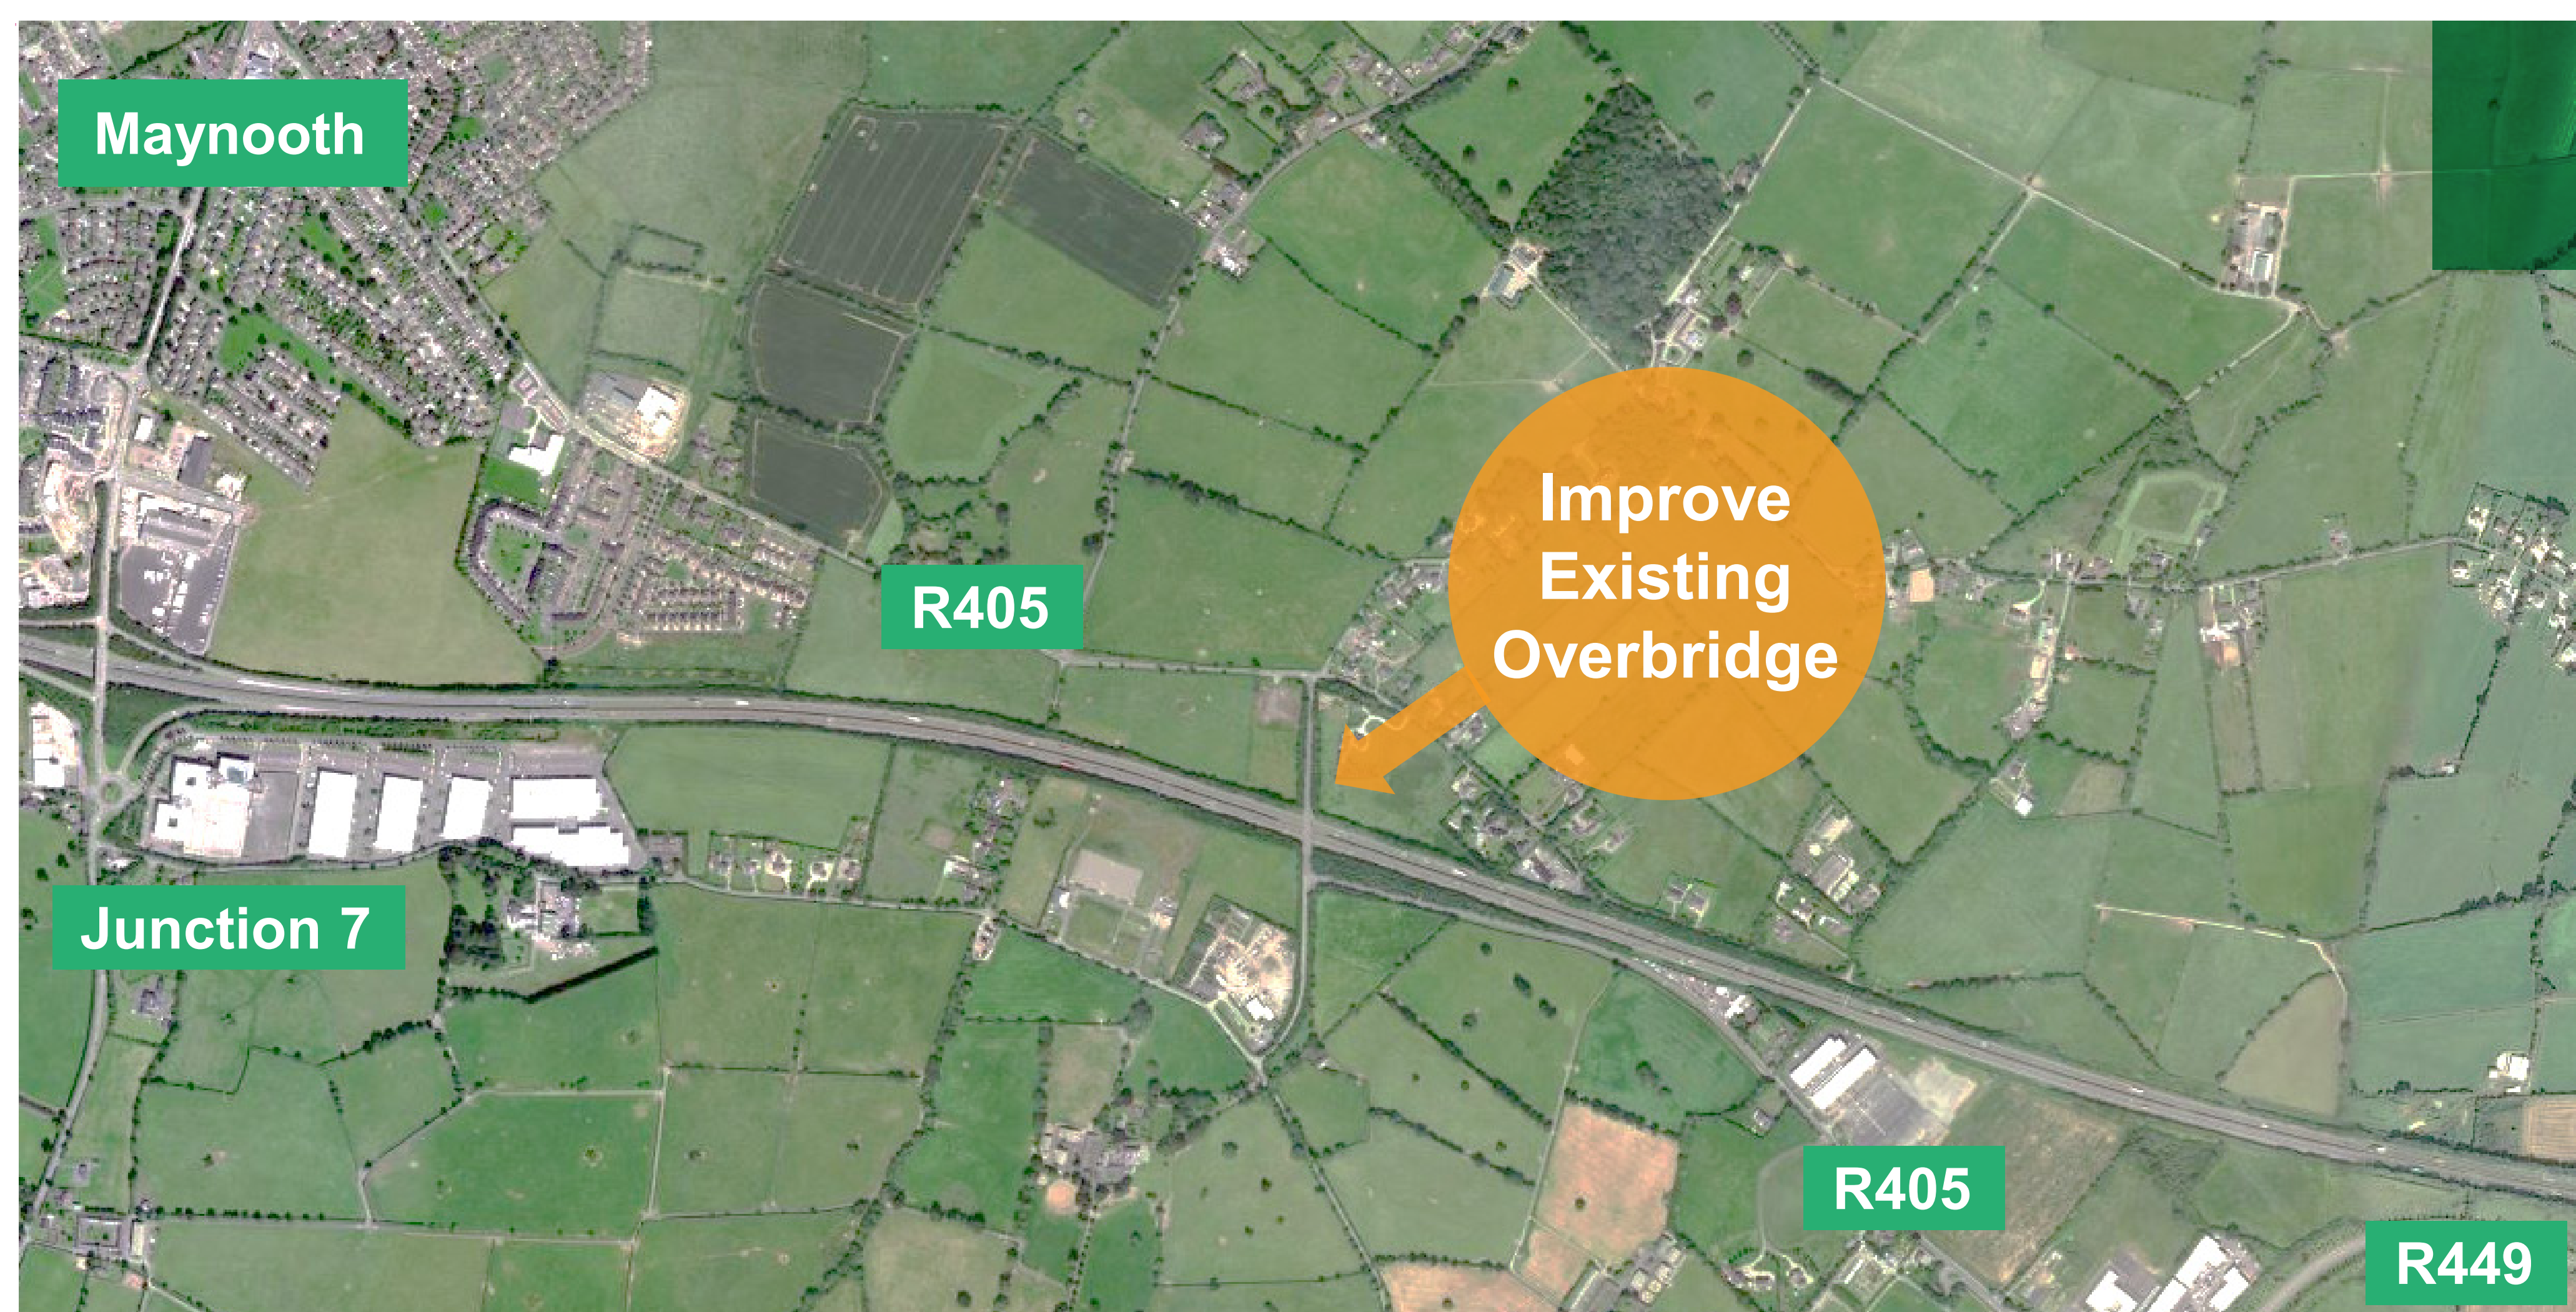 Maynooth
R405
Improve
Existing
Overbridge
Junction 7
R405
R449